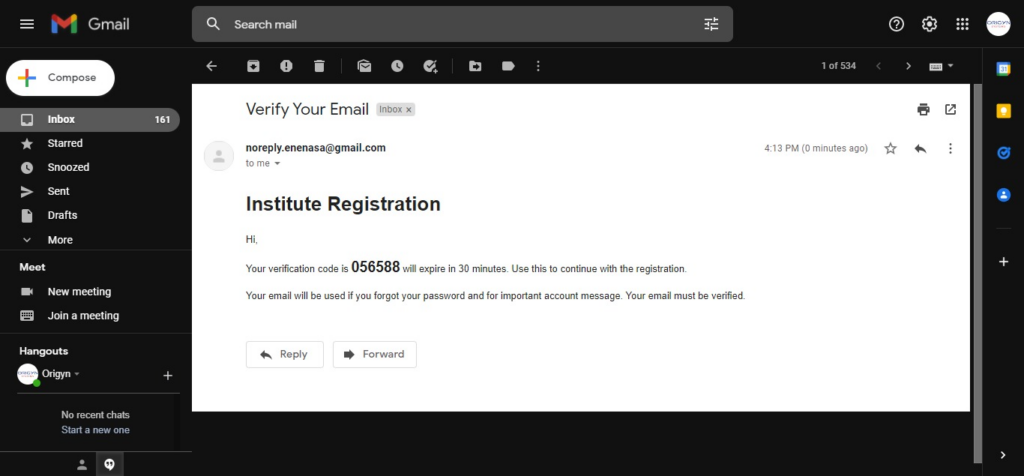 Gmail
Search mail
ORIGYN
Compose
1 of 534
Inbox 161
Starred
Snoozed
Sent
Drafts
More
Meet
New meeting
Join a meeting
Hangouts
Origyn
No recent chats
Start a new one
Verify Your Email Inbox x
noreply.enenasa@gmail.com 4:13 PM (0 minutes ago)
to me
Institute Registration
Hi,
Your verification code is 056588 will expire in 30 minutes. Use this to continue with the registration.
Your email will be used if you forgot your password and for important account message. Your email must be verified.
Reply Forward